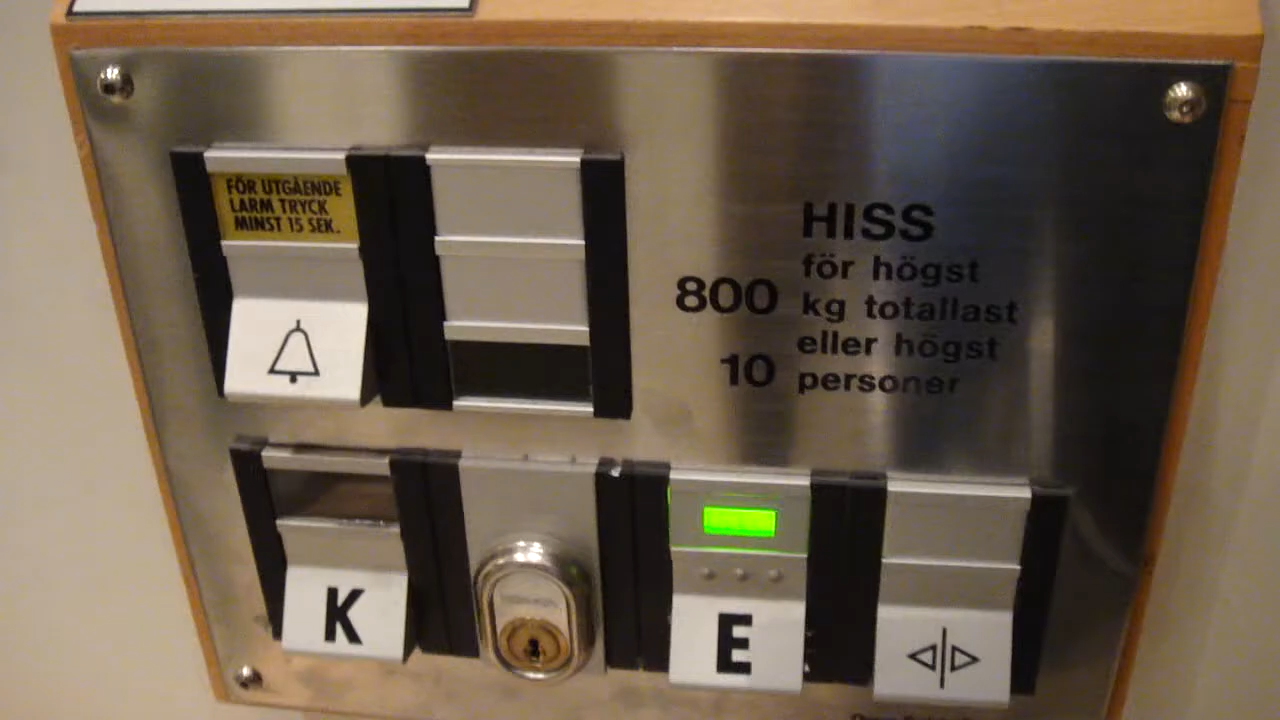 FÖR UTGÅENDE
LARM TRYCK
MINST 15 SEK.
HISS
för högst
800 kg totallast
eller högst
10 personer
K
E